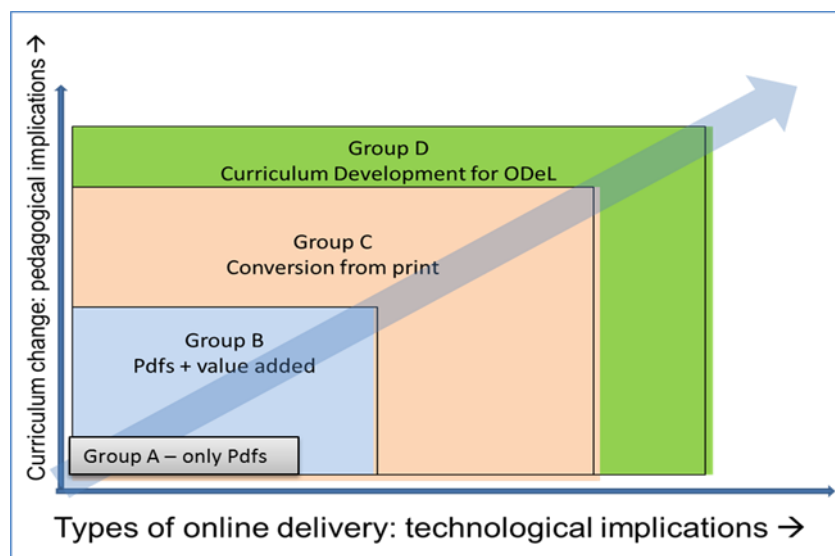 Curriculum change: pedagogical implications →
Group D
Curriculum Development for ODeL
Group C
Conversion from print
Group B
Pdfs + value added
Group A – only Pdfs
Types of online delivery: technological implications →